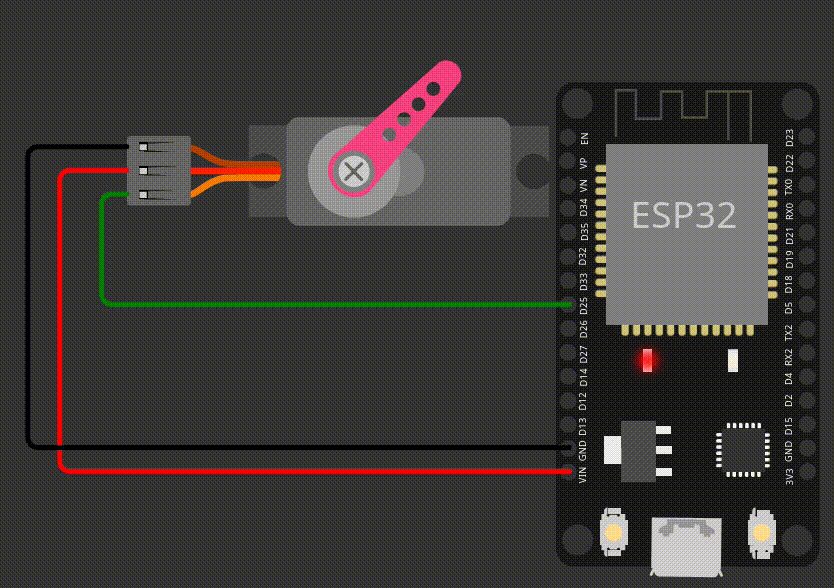 ESP32
EN
VP
VN
D34
D35
D32
D33
D25
D26
D27
D14
D12
D13
GND
VIN
D23
D22
TX0
RX0
D21
D19
D18
D5
TX2
RX2
D4
D2
D15
GND
3V3